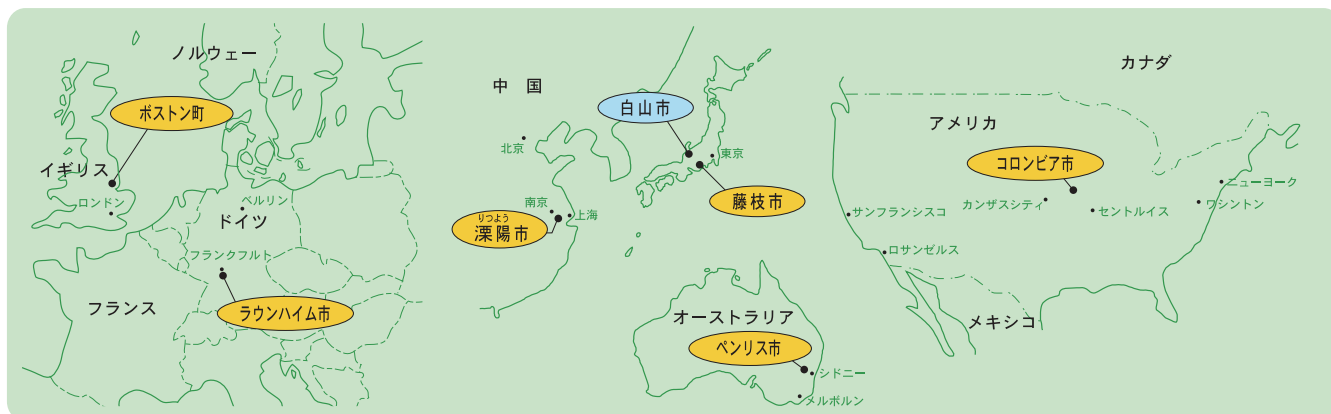 ノルウェー
ボストン町
イギリス
ロンドン
ベルリン
ドイツ
フランクフルト
フランス
ラウンハイム市
中国
白山市
北京
東京
藤枝市
南京
上海
りつよう
溧陽市
オーストラリア
ペンリス市
シドニー
メルボルン
カナダ
アメリカ
コロンビア市
ニューヨーク
カンザスシティ
ワシントン
サンフランシスコ
セントルイス
ロサンゼルス
メキシコ